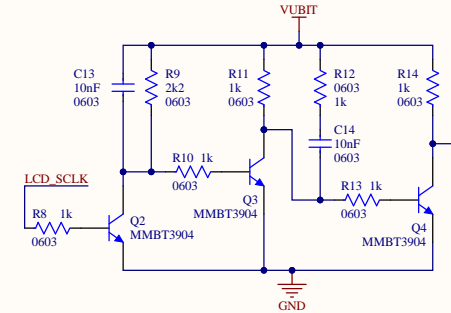 VUBIT
C13
10nF
0603
R9
2k2
0603
R11
1k
0603
R12
0603
1k
R14
1k
0603
C14
10nF
0603
R10 1k
0603
LCD_SCLK
R8 1k
0603
Q2
MMBT3904
Q3
MMBT3904
R13 1k
0603
Q4
MMBT3904
GND